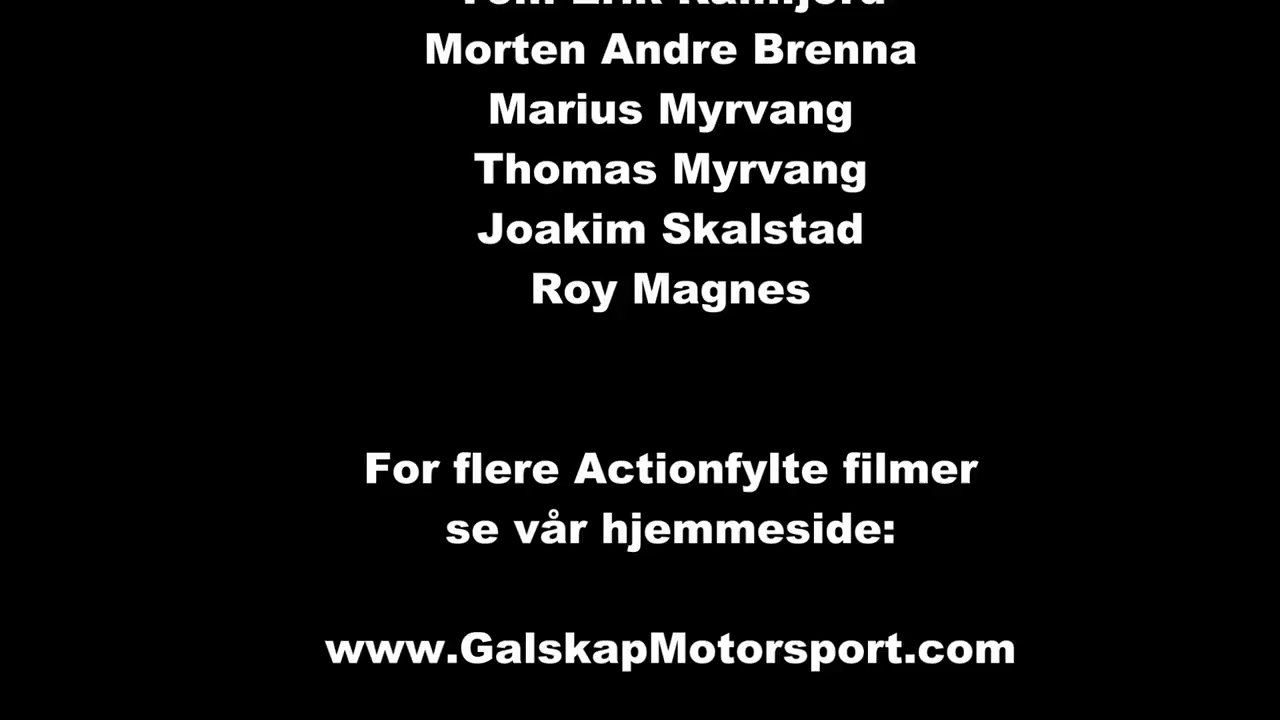 Morten Andre Brenna
Marius Myrvang
Thomas Myrvang
Joakim Skalstad
Roy Magnes
For flere Actionfylte filmer
se vår hjemmeside:
www.GalskapMotorsport.com